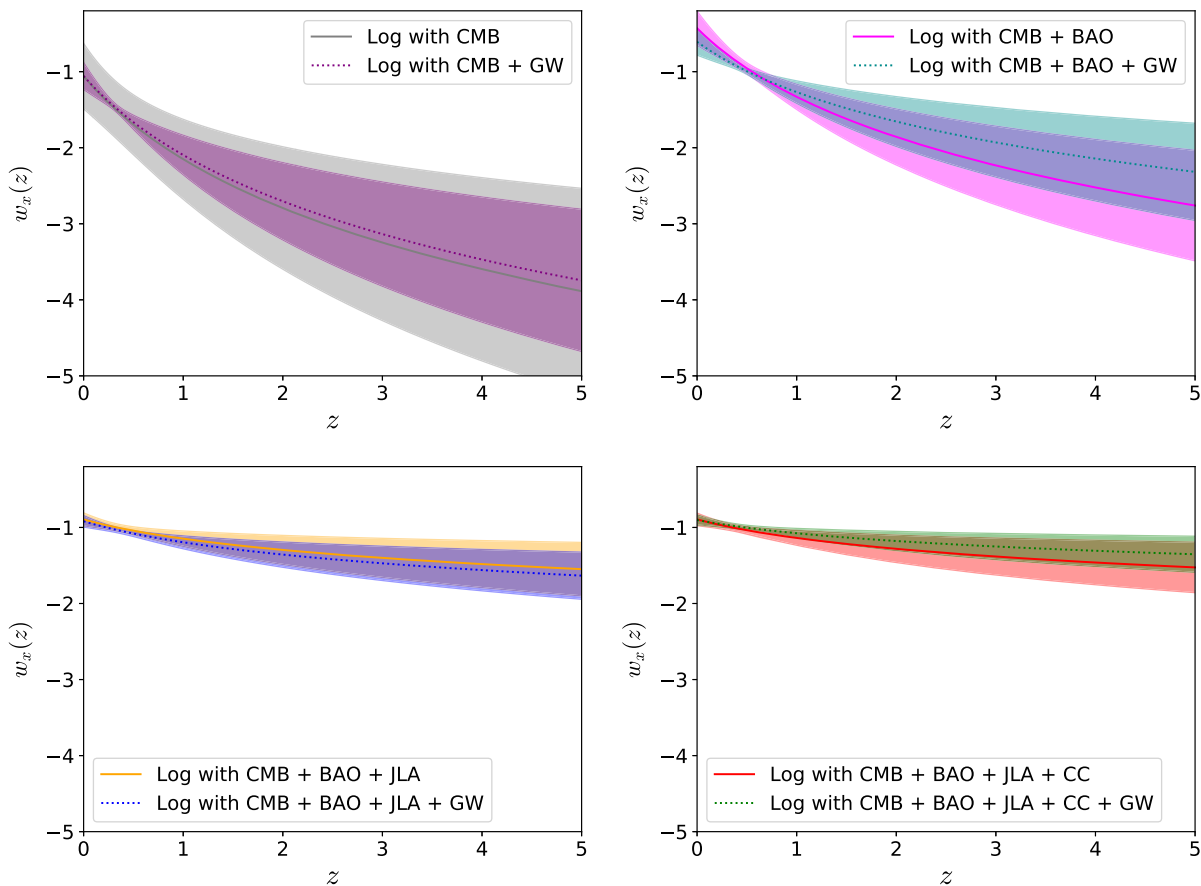 Log with CMB
Log with CMB + GW
−1
−2
−3
−4
−5
w_x(z)
0 1 2 3 4 5
z
Log with CMB + BAO
Log with CMB + BAO + GW
−1
−2
−3
−4
−5
w_x(z)
0 1 2 3 4 5
z
−1
−2
−3
−4
−5
w_x(z)
Log with CMB + BAO + JLA
Log with CMB + BAO + JLA + GW
0 1 2 3 4 5
z
−1
−2
−3
−4
−5
w_x(z)
Log with CMB + BAO + JLA + CC
Log with CMB + BAO + JLA + CC + GW
0 1 2 3 4 5
z